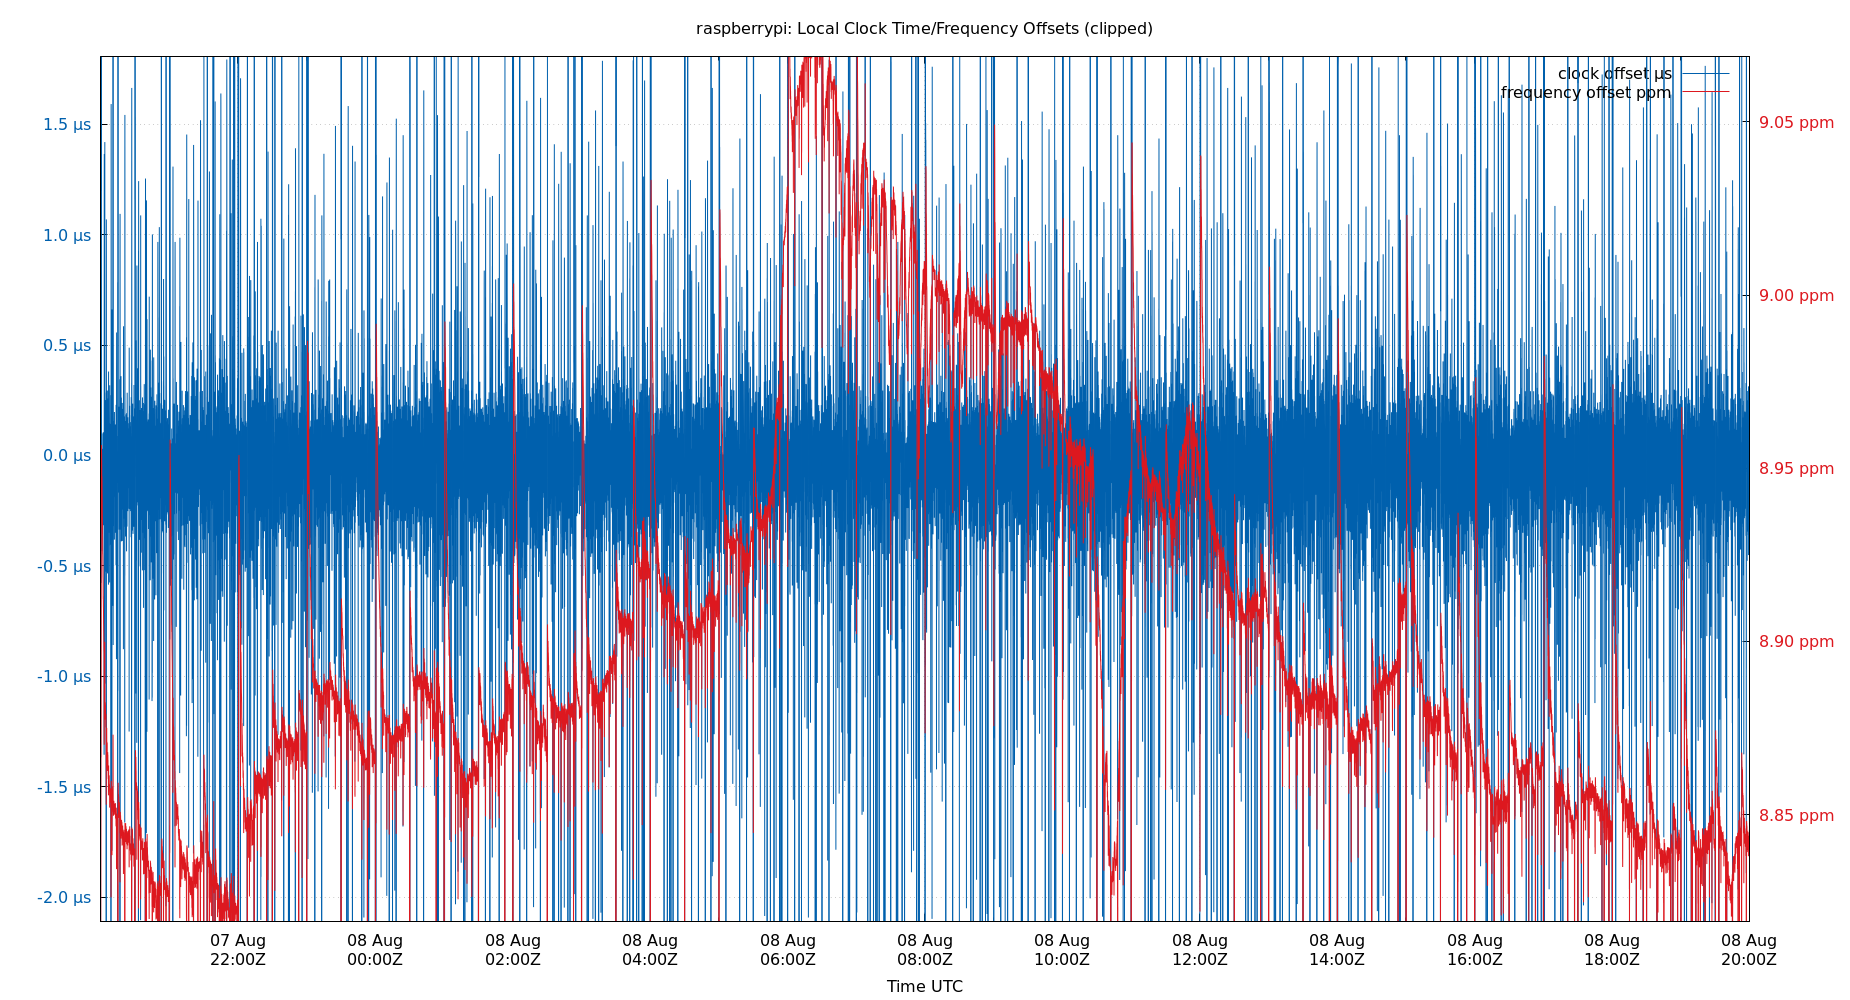 raspberrypi: Local Clock Time/Frequency Offsets (clipped)
clock offset µs
frequency offset ppm
1.5 µs
1.0 µs
0.5 µs
0.0 µs
-0.5 µs
-1.0 µs
-1.5 µs
-2.0 µs
9.05 ppm
9.00 ppm
8.95 ppm
8.90 ppm
8.85 ppm
07 Aug 08 Aug 08 Aug 08 Aug 08 Aug 08 Aug 08 Aug 08 Aug 08 Aug 08 Aug 08 Aug 08 Aug
22:00Z 00:00Z 02:00Z 04:00Z 06:00Z 08:00Z 10:00Z 12:00Z 14:00Z 16:00Z 18:00Z 20:00Z
Time UTC